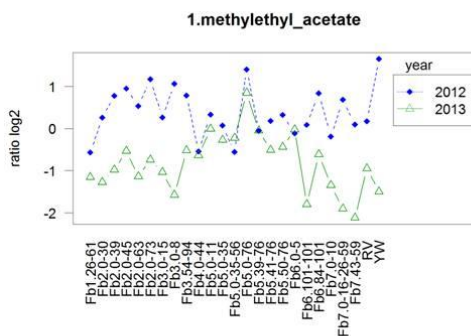 1.methylethyl_acetate
year
2012
2013
ratio log2
1
0
-1
-2
Fb1.26-61
Fb2.0-30
Fb2.0-39
Fb2.0-45
Fb2.0-63
Fb2.0-73
Fb3.0-15
Fb3.0-8
Fb3.54-94
Fb4.0-44
Fb5.0-11
Fb5.0-35
Fb5.0-35-56
Fb5.0-76
Fb5.39-76
Fb5.41-76
Fb5.50-76
Fb6.0-5
Fb6.101-101
Fb6.84-101
Fb7.0-10
Fb7.0-16-26-59
Fb7.43-59
RV
YW